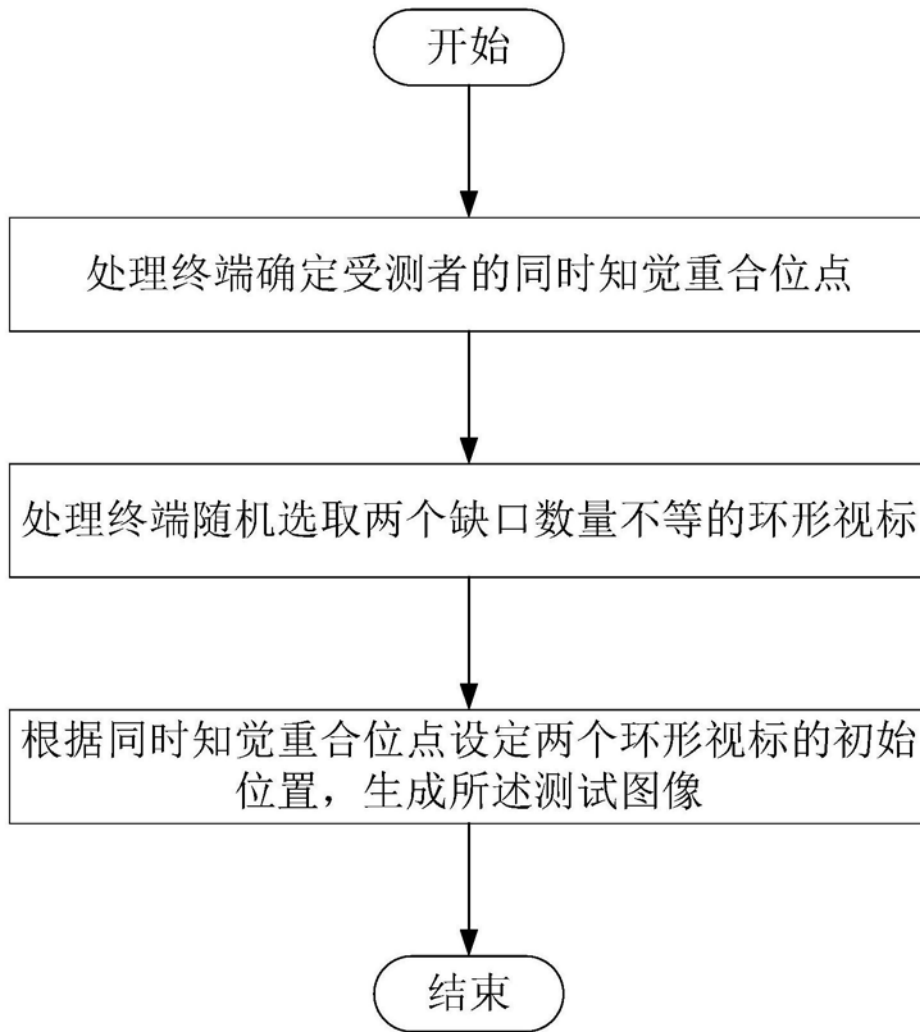 开始
处理终端确定受测者的同时知觉重合位点
处理终端随机选取两个缺口数量不等的环形视标
根据同时知觉重合位点设定两个环形视标的初始
位置，生成所述测试图像
结束